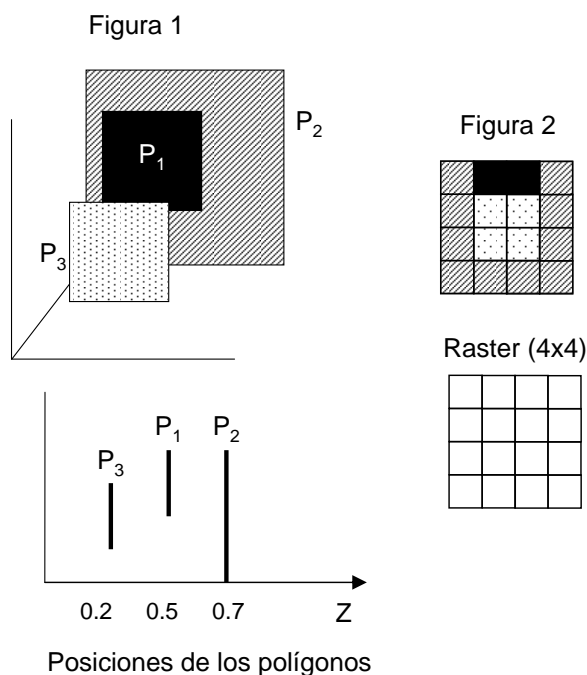 Figura 1
P2
P1
Figura 2
P3
Raster (4x4)
P1 P2
P3
0.2 0.5 0.7 Z
Posiciones de los polígonos